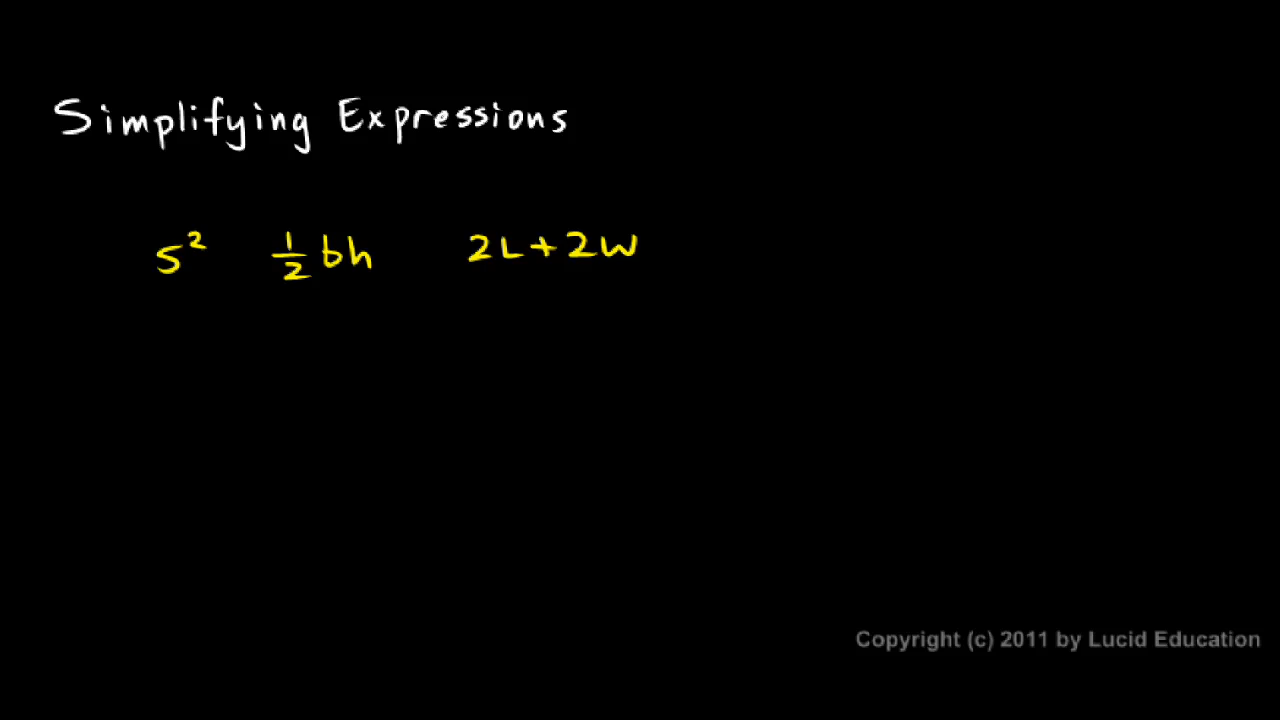 Simplifying Expressions
s² ½bh 2L+2W
Copyright (c) 2011 by Lucid Education